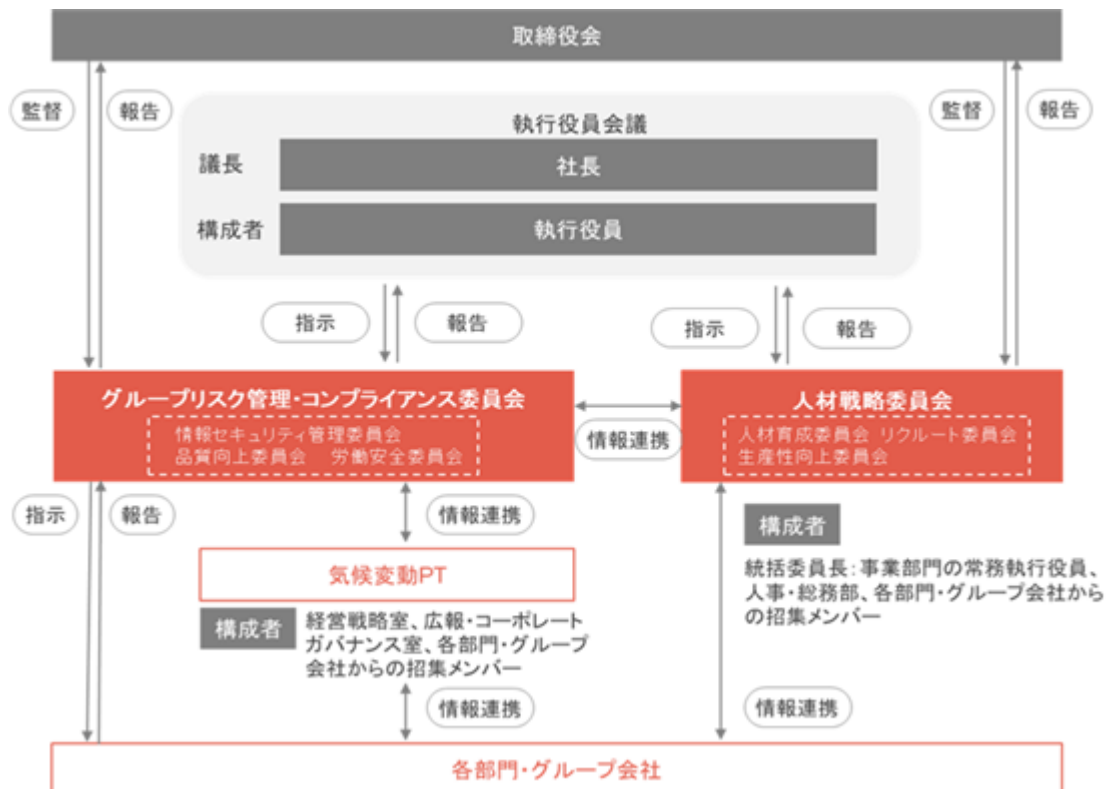 取締役会
監督
報告
監督
報告
執行役員会議
議長
社長
構成者
執行役員
指示
報告
指示
報告
グループリスク管理・コンプライアンス委員会
情報セキュリティ管理委員会
品質向上委員会 労働安全委員会
情報連携
人材戦略委員会
人材育成委員会 リクルート委員会
生産性向上委員会
指示
報告
情報連携
気候変動PT
構成者
経営戦略室、広報・コーポレート
ガバナンス室、各部門・グループ
会社からの招集メンバー
構成者
統括委員長：事業部門の常務執行役員、
人事・総務部、各部門・グループ会社から
の招集メンバー
情報連携
情報連携
各部門・グループ会社